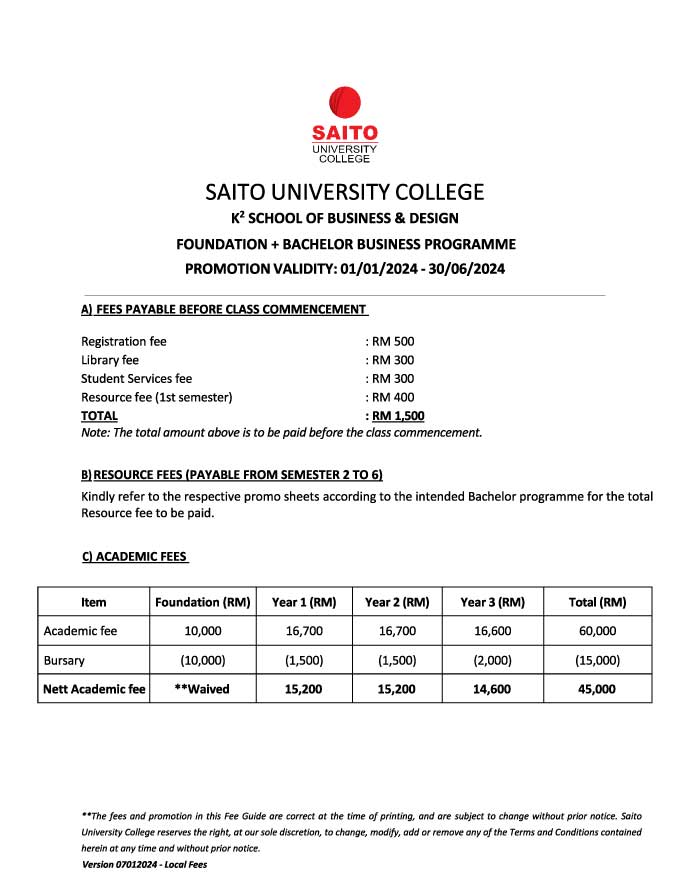 SAITO
UNIVERSITY
COLLEGE
SAITO UNIVERSITY COLLEGE
K² SCHOOL OF BUSINESS & DESIGN
FOUNDATION + BACHELOR BUSINESS PROGRAMME
PROMOTION VALIDITY: 01/01/2024 - 30/06/2024
A) FEES PAYABLE BEFORE CLASS COMMENCEMENT
Registration fee : RM 500
Library fee : RM 300
Student Services fee : RM 300
Resource fee (1st semester) : RM 400
TOTAL : RM 1,500
Note: The total amount above is to be paid before the class commencement.
B) RESOURCE FEES (PAYABLE FROM SEMESTER 2 TO 6)
Kindly refer to the respective promo sheets according to the intended Bachelor programme for the total
Resource fee to be paid.
C) ACADEMIC FEES
Item Foundation (RM) Year 1 (RM) Year 2 (RM) Year 3 (RM) Total (RM)
Academic fee 10,000 16,700 16,700 16,600 60,000
Bursary (10,000) (1,500) (1,500) (2,000) (15,000)
Nett Academic fee **Waived 15,200 15,200 14,600 45,000
**The fees and promotion in this Fee Guide are correct at the time of printing, and are subject to change without prior notice. Saito
University College reserves the right, at our sole discretion, to change, modify, add or remove any of the Terms and Conditions contained
herein at any time and without prior notice.
Version 07012024 - Local Fees